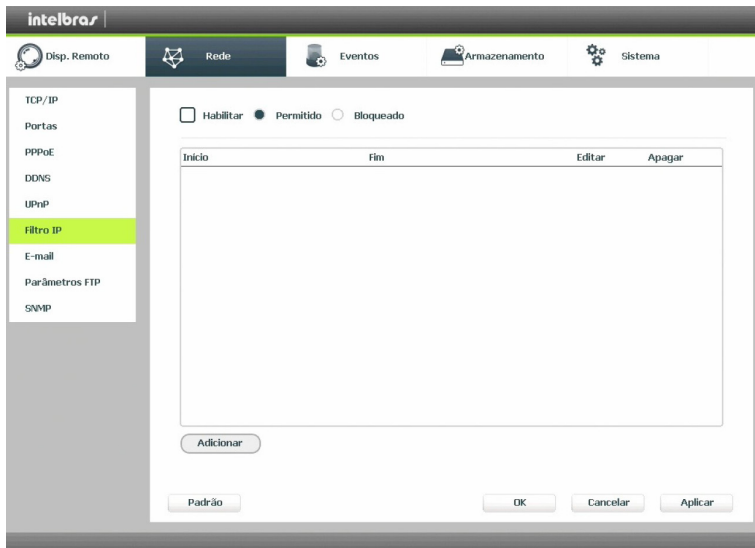 intelbras
Disp. Remoto Rede Eventos Armazenamento Sistema
TCP/IP
Portas
PPPoE
DDNS
UPnP
Filtro IP
E-mail
Parâmetros FTP
SNMP
Habilitar Permitido Bloqueado
Início Fim Editar Apagar
Adicionar
Padrão OK Cancelar Aplicar